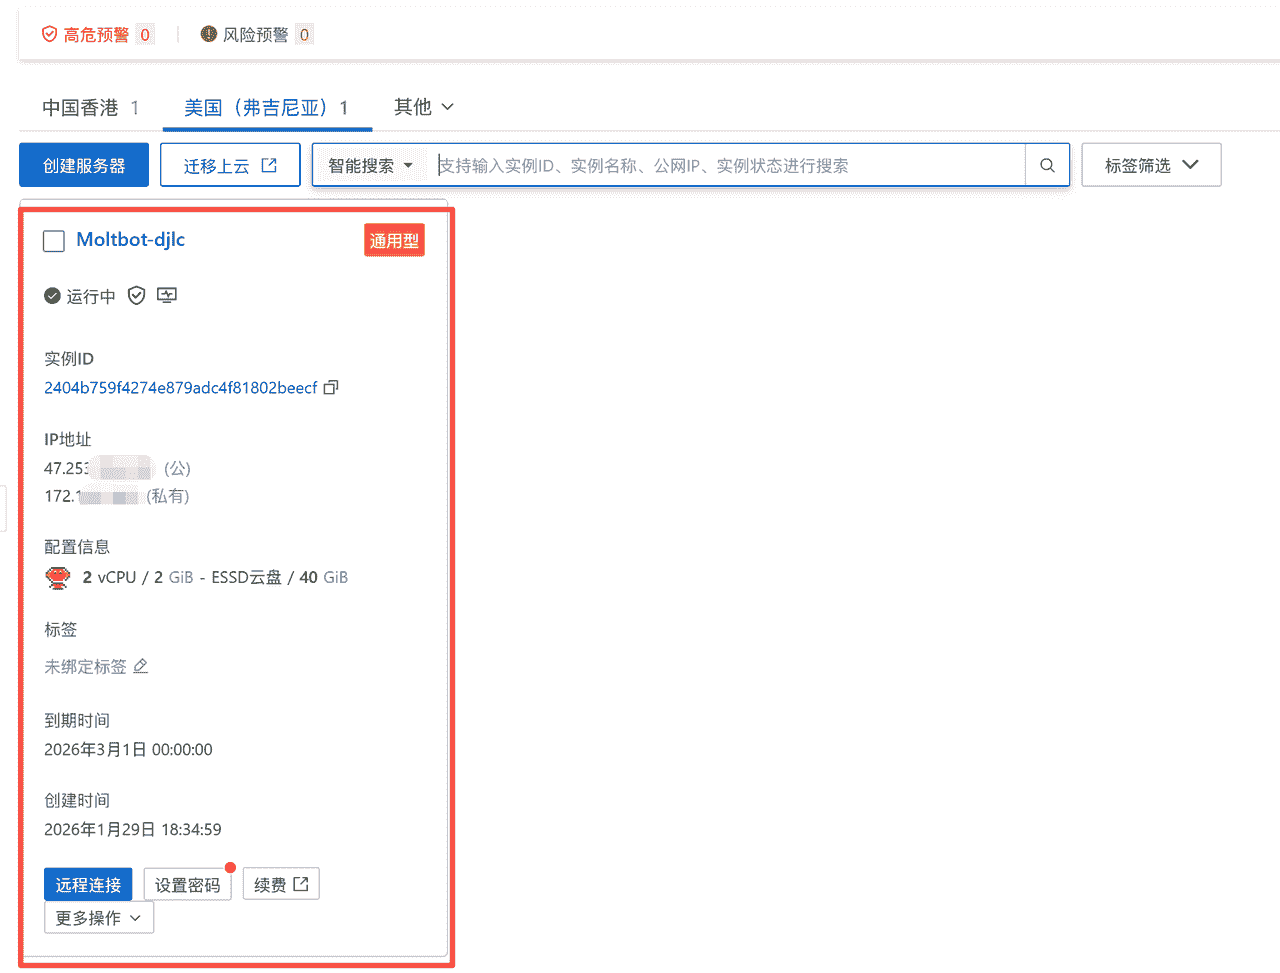 高危预警 0 风险预警 0
中国香港 1 美国（弗吉尼亚） 1 其他
创建服务器 迁移上云 智能搜索 支持输入实例ID、实例名称、公网IP、实例状态进行搜索 标签筛选
Moltbot-djlc 通用型
运行中
实例ID
2404b759f4274e879adc4f81802beecf
IP地址
47.253 (公)
172.1 (私有)
配置信息
2 vCPU / 2 GiB - ESSD云盘 / 40 GiB
标签
未绑定标签
到期时间
2026年3月1日 00:00:00
创建时间
2026年1月29日 18:34:59
远程连接 设置密码 续费
更多操作